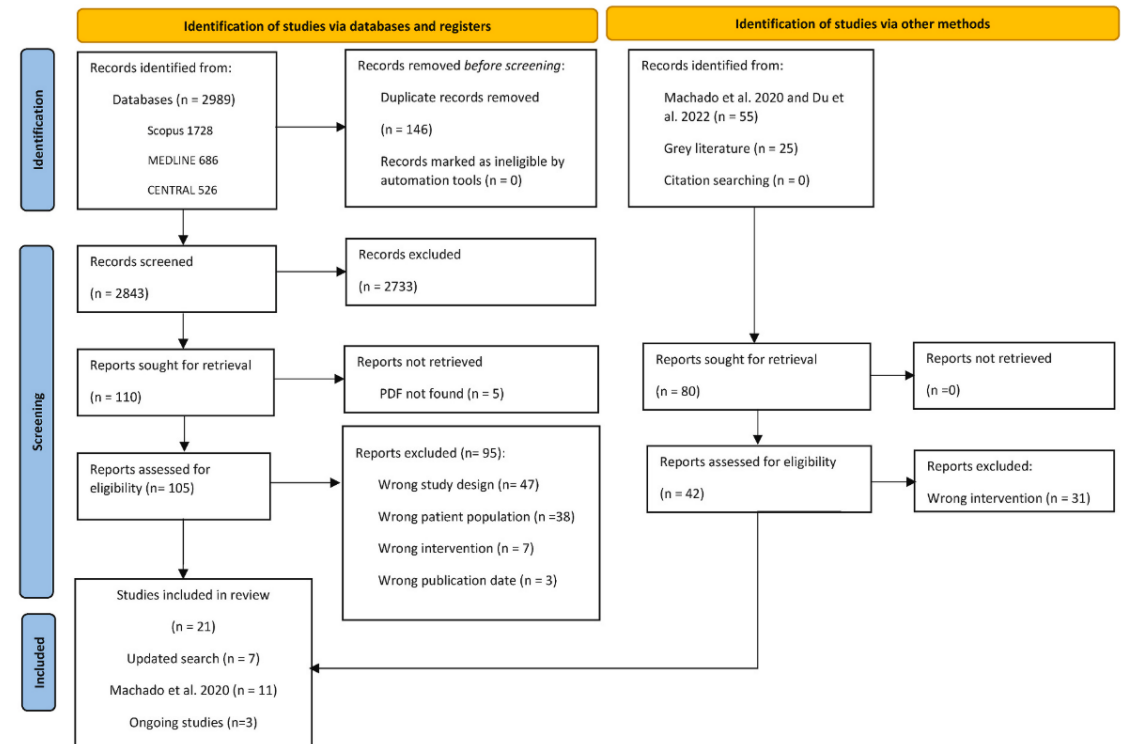 Identification of studies via databases and registers
Identification of studies via other methods
Identification
Records identified from:
Databases (n = 2989)
Scopus 1728
MEDLINE 686
CENTRAL 526
Records removed before screening:
Duplicate records removed
(n = 146)
Records marked as ineligible by
automation tools (n = 0)
Records identified from:
Machado et al. 2020 and Du et
al. 2022 (n = 55)
Grey literature (n = 25)
Citation searching (n = 0)
Screening
Records screened
(n = 2843)
Records excluded
(n = 2733)
Reports sought for retrieval
(n = 110)
Reports not retrieved
PDF not found (n = 5)
Reports sought for retrieval
(n = 80)
Reports not retrieved
(n =0)
Reports assessed for
eligibility (n= 105)
Reports excluded (n= 95):
Wrong study design (n= 47)
Wrong patient population (n =38)
Wrong intervention (n = 7)
Wrong publication date (n = 3)
Reports assessed for eligibility
(n = 42)
Reports excluded:
Wrong intervention (n = 31)
Included
Studies included in review
(n = 21)
Updated search (n = 7)
Machado et al. 2020 (n = 11)
Ongoing studies (n=3)